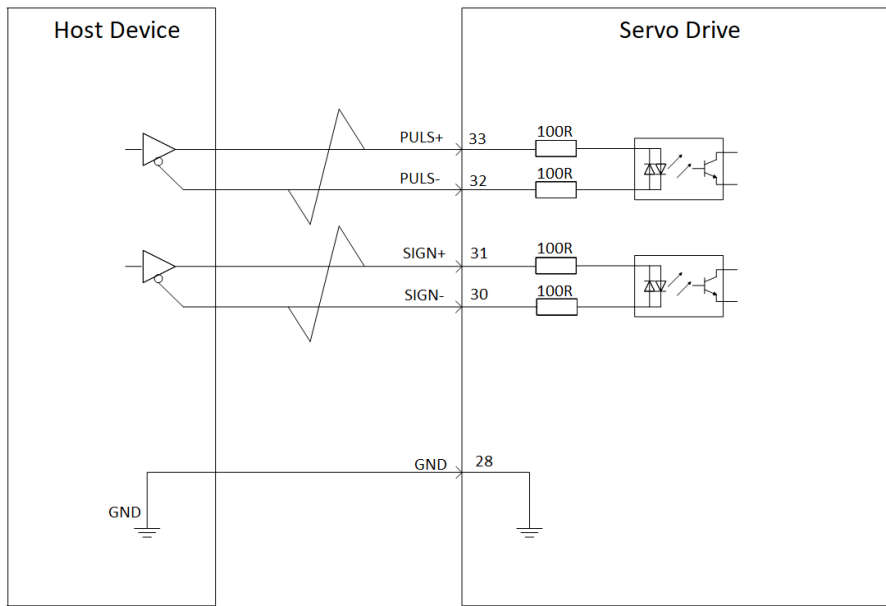 Host Device
Servo Drive
PULS+ 33 100R
PULS- 32 100R
SIGN+ 31 100R
SIGN- 30 100R
GND 28
GND